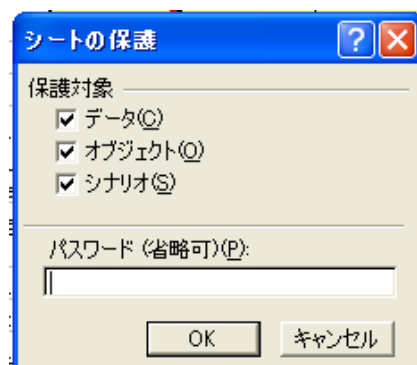 シートの保護
保護対象
データ(C)
オブジェクト(O)
シナリオ(S)
パスワード (省略可)(P):
OK キャンセル